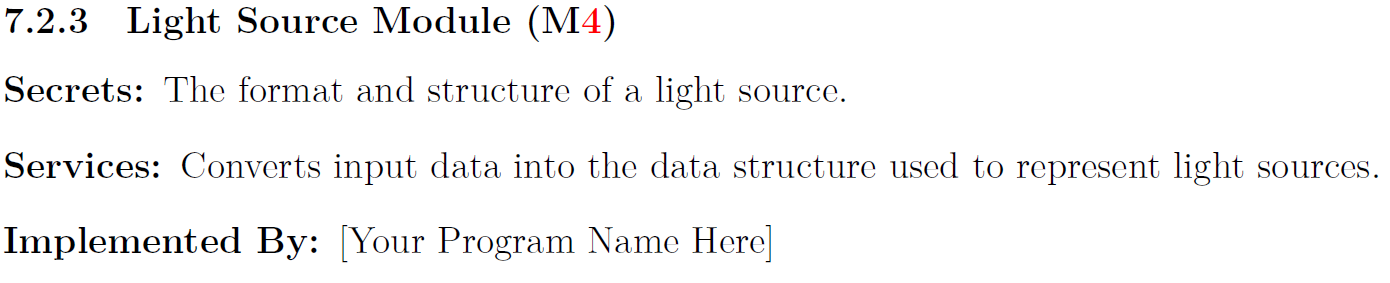 7.2.3 Light Source Module (M4)
Secrets: The format and structure of a light source.
Services: Converts input data into the data structure used to represent light sources.
Implemented By: [Your Program Name Here]